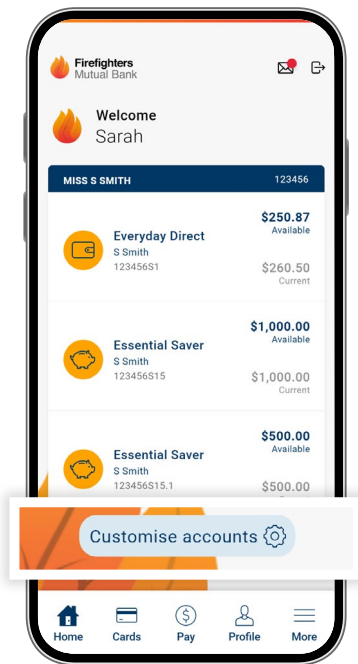 Firefighters
Mutual Bank
Welcome
Sarah
MISS S SMITH 123456
$250.87
Available
Everyday Direct
S Smith
123456S1
$260.50
Current
$1,000.00
Available
Essential Saver
S Smith
123456S15
$1,000.00
Current
$500.00
Available
Essential Saver
S Smith
123456S15.1
$500.00
Customise accounts
Home Cards Pay Profile More